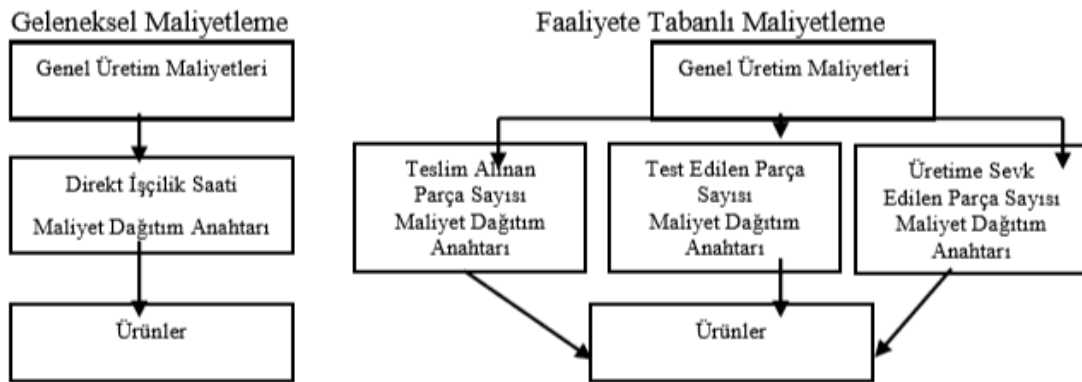 Geleneksel Maliyetleme
Genel Üretim Maliyetleri
Direkt İşçilik Saati
Maliyet Dağıtım Anahtarı
Ürünler
Faaliyete Tabanlı Maliyetleme
Genel Üretim Maliyetleri
Teslim Alınan
Parça Sayısı
Maliyet Dağıtım
Anahtarı
Test Edilen Parça
Sayısı
Maliyet Dağıtım
Anahtarı
Üretime Sevk
Edilen Parça Sayısı
Maliyet Dağıtım
Anahtarı
Ürünler